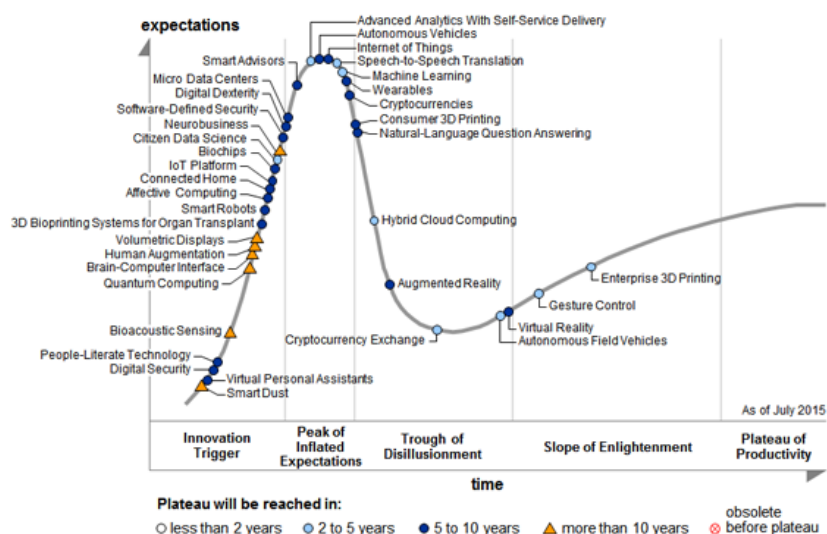 expectations
Advanced Analytics With Self-Service Delivery
Autonomous Vehicles
Internet of Things
Smart Advisors
Speech-to-Speech Translation
Machine Learning
Micro Data Centers
Wearables
Digital Dexterity
Cryptocurrencies
Software-Defined Security
Consumer 3D Printing
Neurobusiness
Natural-Language Question Answering
Citizen Data Science
Biochips
IoT Platform
Connected Home
Affective Computing
Smart Robots
Hybrid Cloud Computing
3D Bioprinting Systems for Organ Transplant
Volumetric Displays
Human Augmentation
Brain-Computer Interface
Quantum Computing
Augmented Reality
Enterprise 3D Printing
Gesture Control
Bioacoustic Sensing
Virtual Reality
Cryptocurrency Exchange
Autonomous Field Vehicles
People-Literate Technology
Digital Security
Virtual Personal Assistants
Smart Dust
As of July 2015
Innovation
Trigger
Peak of
Inflated
Expectations
Trough of
Disillusionment
Slope of Enlightenment
Plateau of
Productivity
time
Plateau will be reached in:
less than 2 years
2 to 5 years
5 to 10 years
more than 10 years
obsolete
before plateau